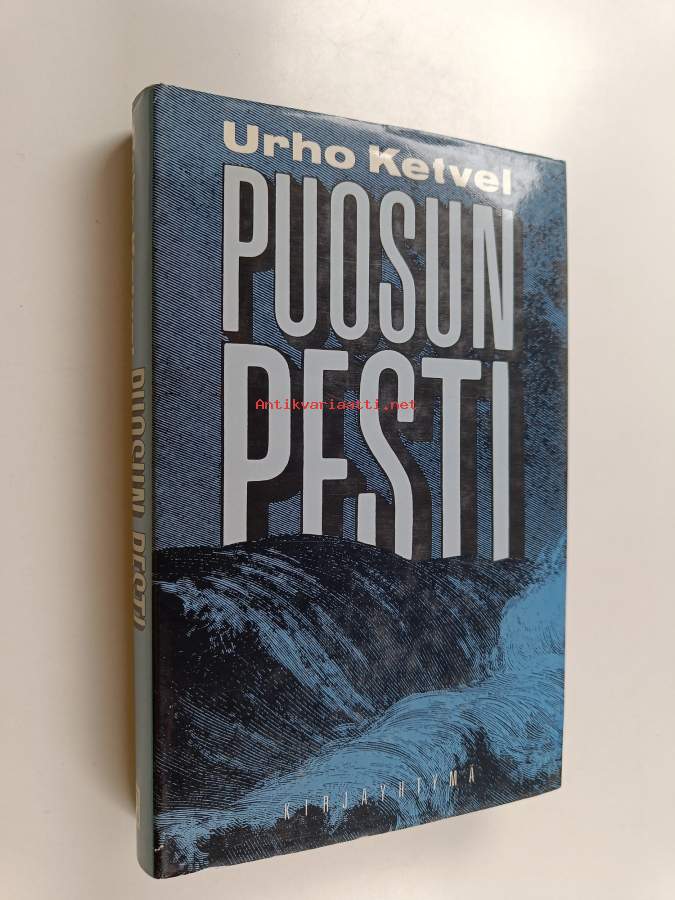 Urho Ketvel
PUOSUN
PESTI
Antikvariaatti.net
KIRJAYHTYMÄ
PUOSUN PESTI